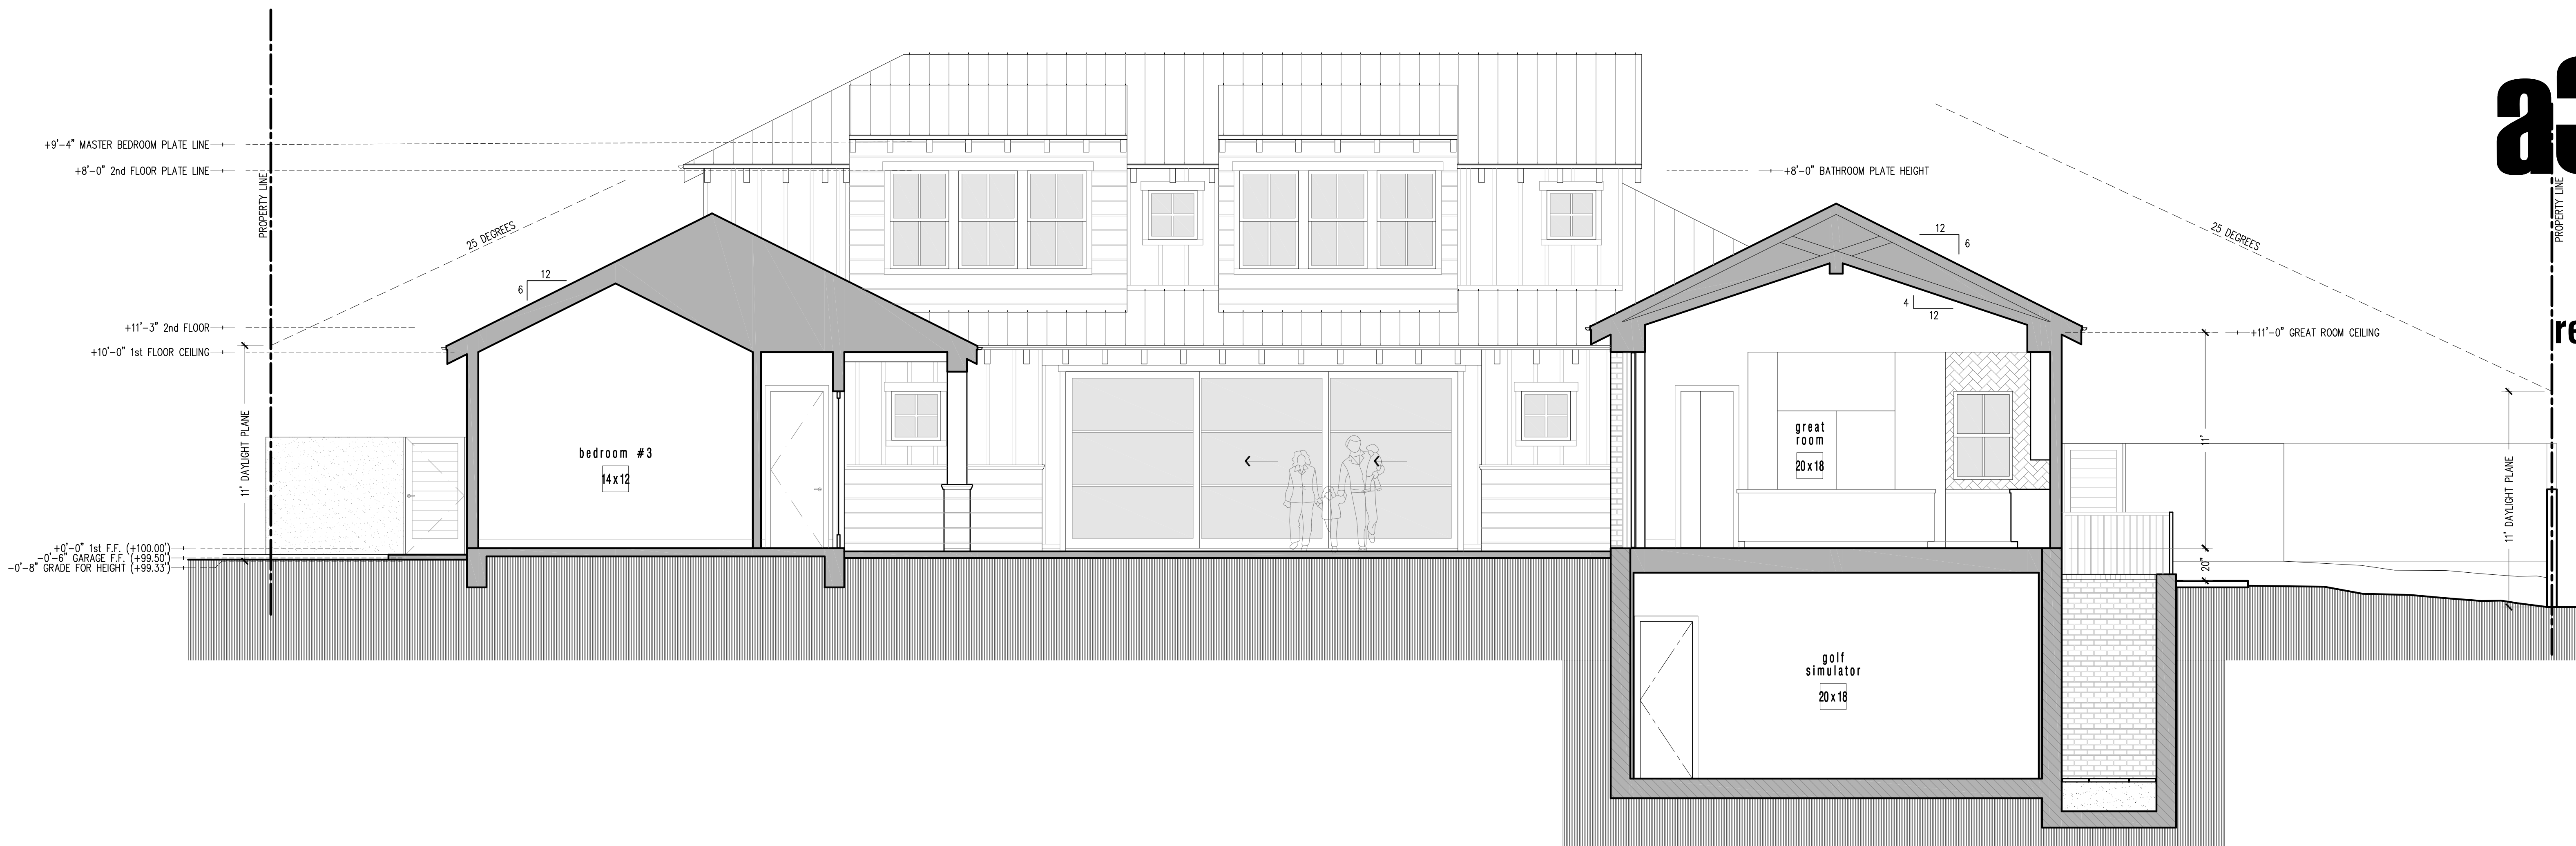 a3
+9'-4" MASTER BEDROOM PLATE LINE
+8'-0" 2nd FLOOR PLATE LINE
+8'-0" BATHROOM PLATE HEIGHT
PROPERTY LINE
PROPERTY LINE
25 DEGREES
25 DEGREES
12
6
12
6
4
12
+11'-3" 2nd FLOOR
+10'-0" 1st FLOOR CEILING
+11'-0" GREAT ROOM CEILING
re
11' DAYLIGHT PLANE
bedroom #3
14x12
great
room
20x18
11'
11' DAYLIGHT PLANE
+0'-0" 1st F.F. (+100.00')
-0'-6" GARAGE F.F. (+99.50')
-0'-8" GRADE FOR HEIGHT (+99.33')
20"
golf
simulator
20x18